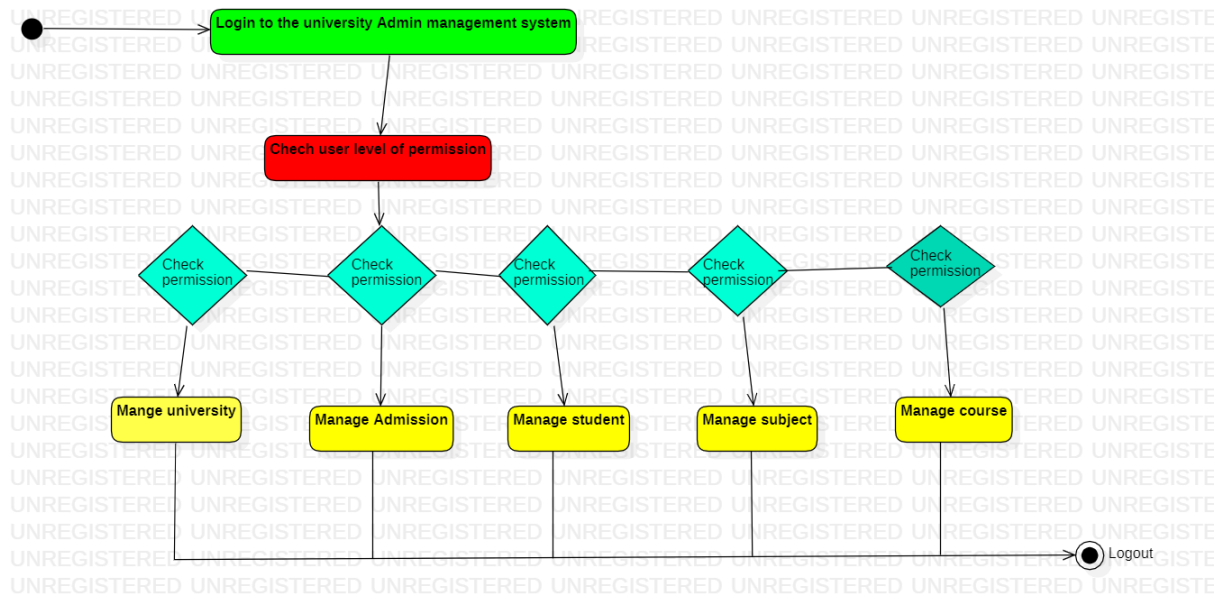 Login to the university Admin management system
Chech user level of permission
Check
permission
Check
permission
Check
permission
Check
permission
Check
permission
Mange university
Manage Admission
Manage student
Manage subject
Manage course
Logout
UNREGISTERED